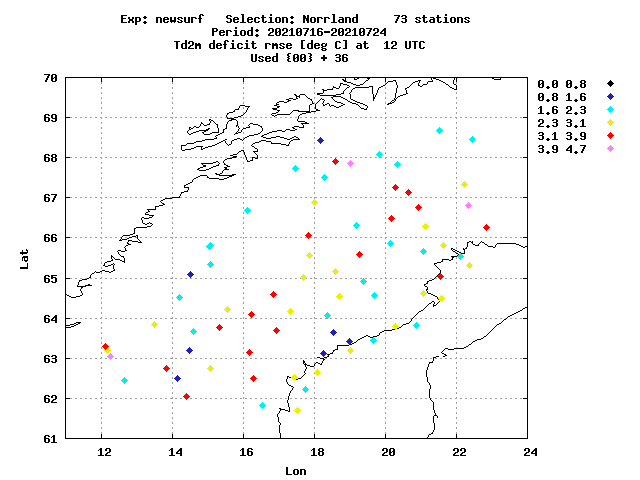 Exp: newsurf   Selection: Norrland     73 stations
Period: 20210716-20210724
Td2m deficit rmse [deg C] at  12 UTC
Used {00} + 36
70
69
68
67
66
65
64
63
62
61
Lat
12 14 16 18 20 22 24
Lon
0.0 0.8
0.8 1.6
1.6 2.3
2.3 3.1
3.1 3.9
3.9 4.7